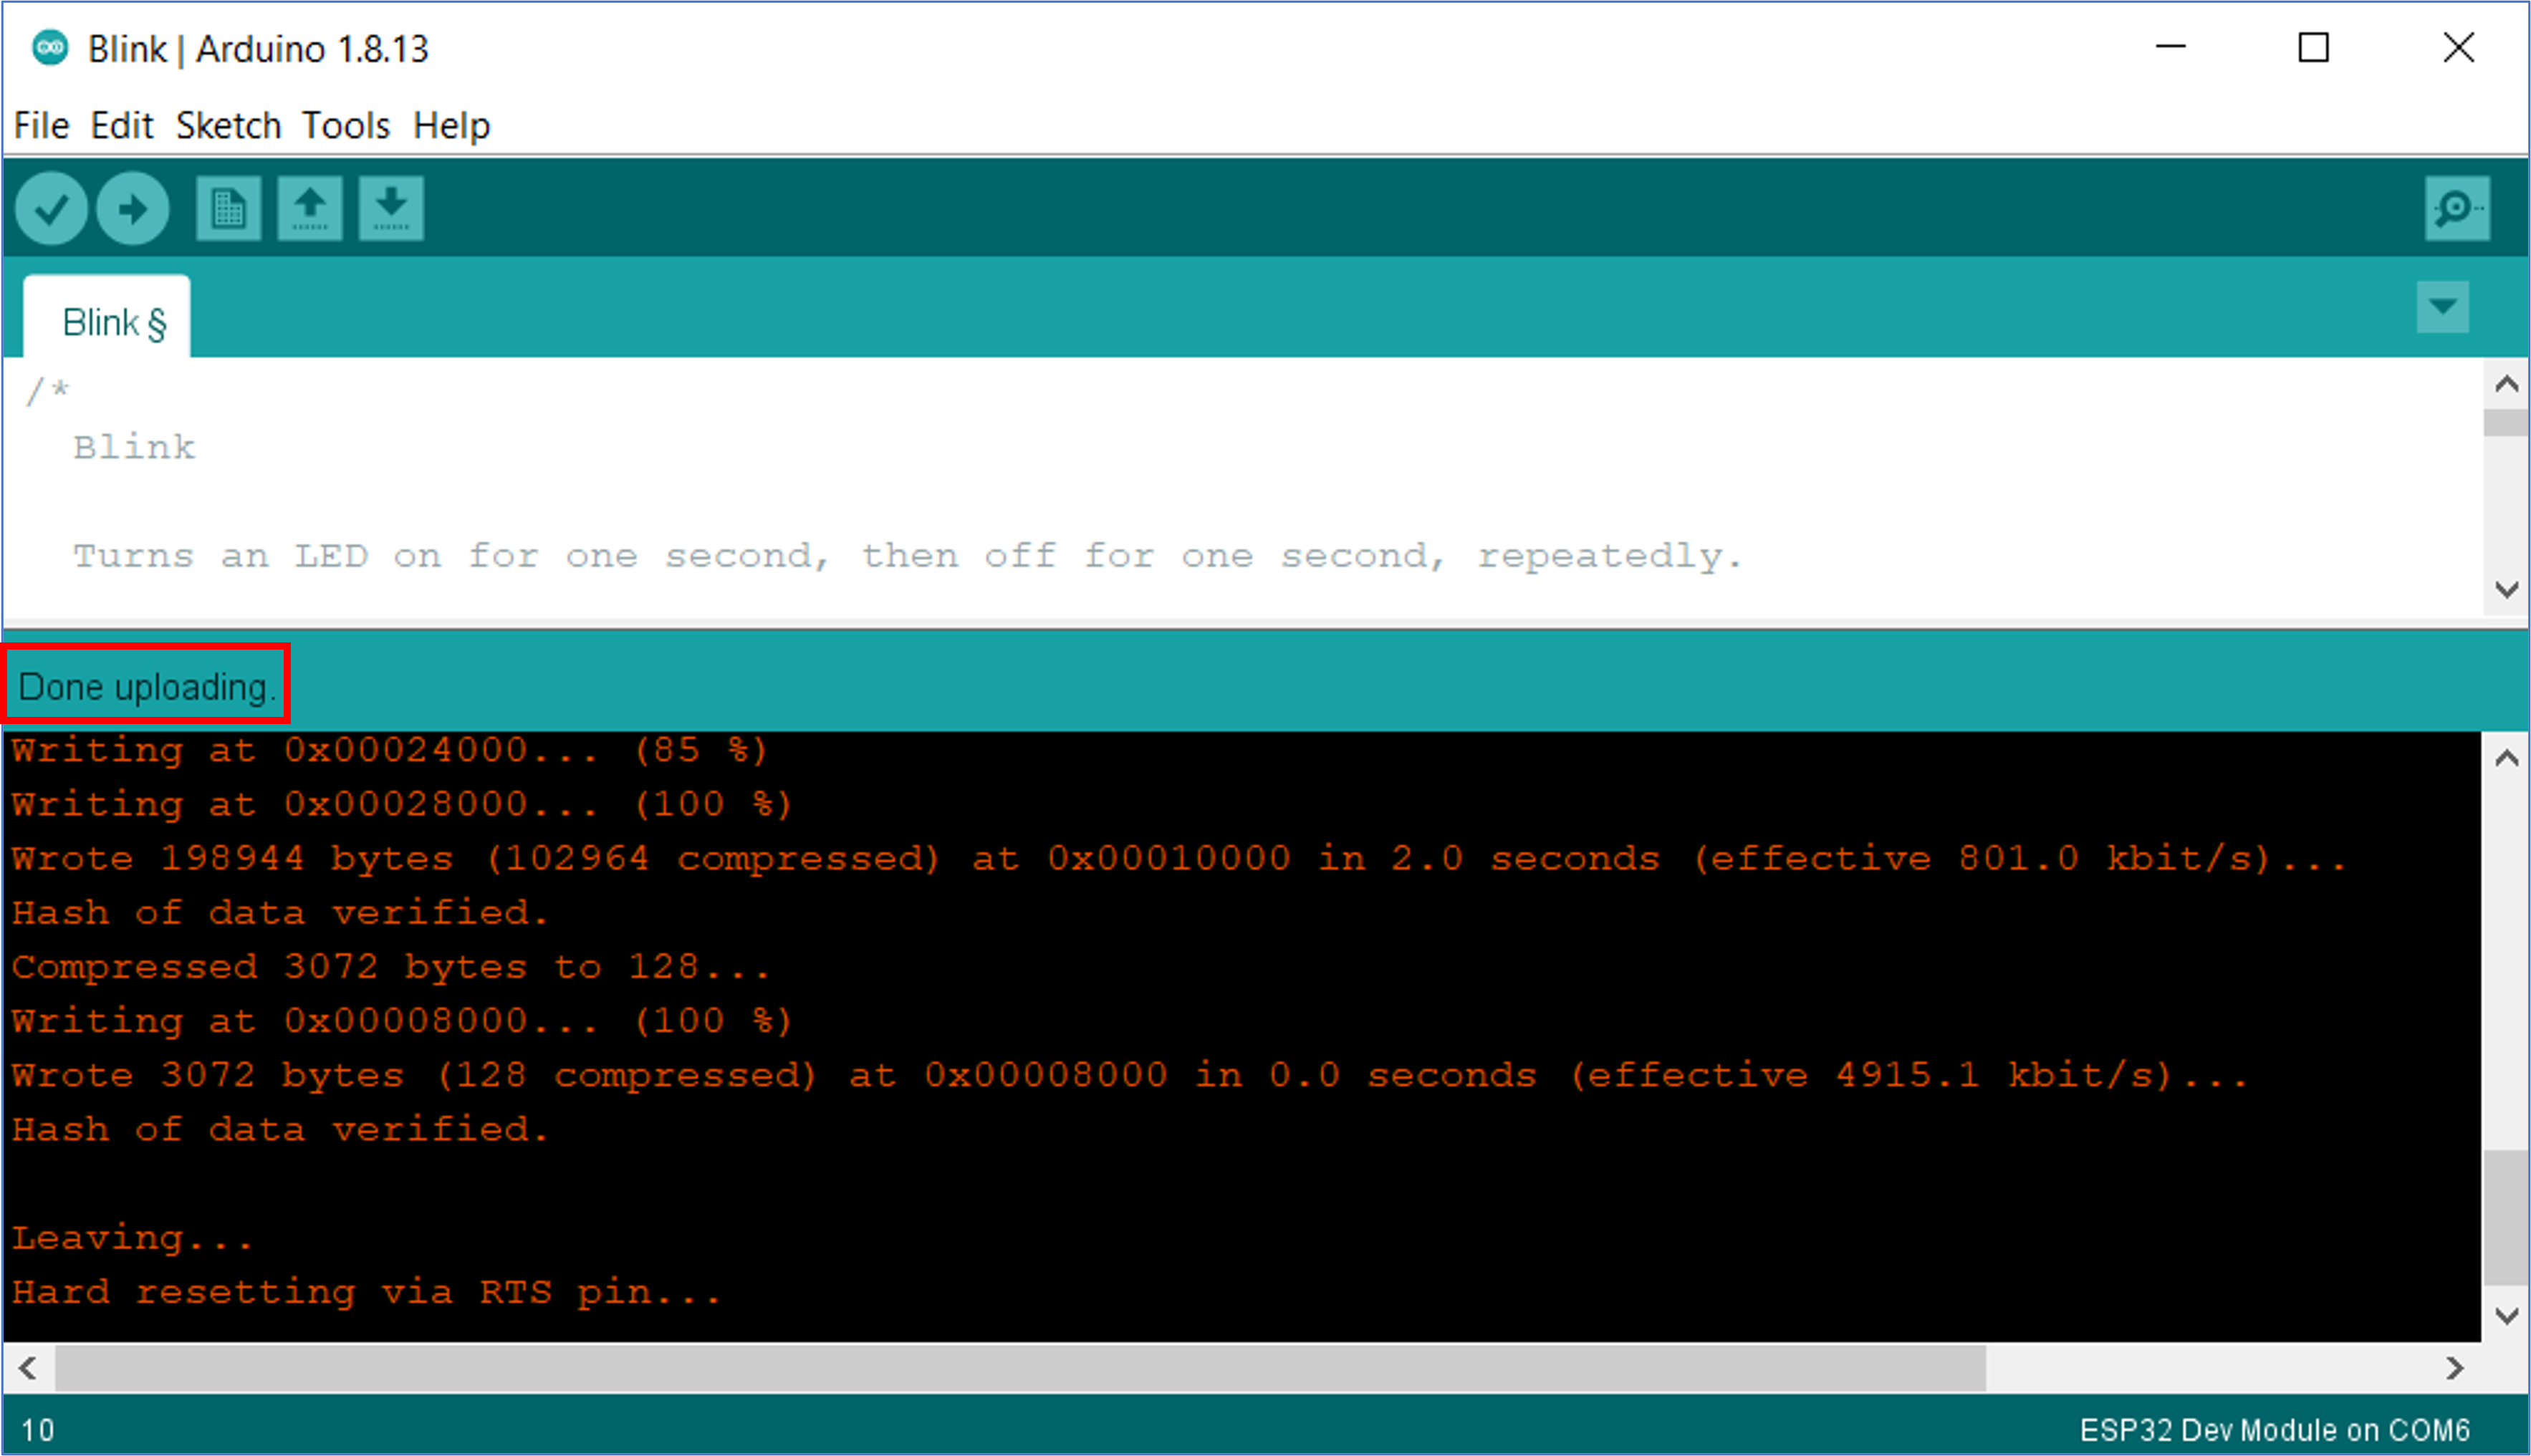 Blink | Arduino 1.8.13
File Edit Sketch Tools Help
Blink §
/*
Blink
Turns an LED on for one second, then off for one second, repeatedly.
Done uploading.
Writing at 0x00024000... (85 %)
Writing at 0x00028000... (100 %)
Wrote 198944 bytes (102964 compressed) at 0x00010000 in 2.0 seconds (effective 801.0 kbit/s)...
Hash of data verified.
Compressed 3072 bytes to 128...
Writing at 0x00008000... (100 %)
Wrote 3072 bytes (128 compressed) at 0x00008000 in 0.0 seconds (effective 4915.1 kbit/s)...
Hash of data verified.
Leaving...
Hard resetting via RTS pin...
10
ESP32 Dev Module on COM6